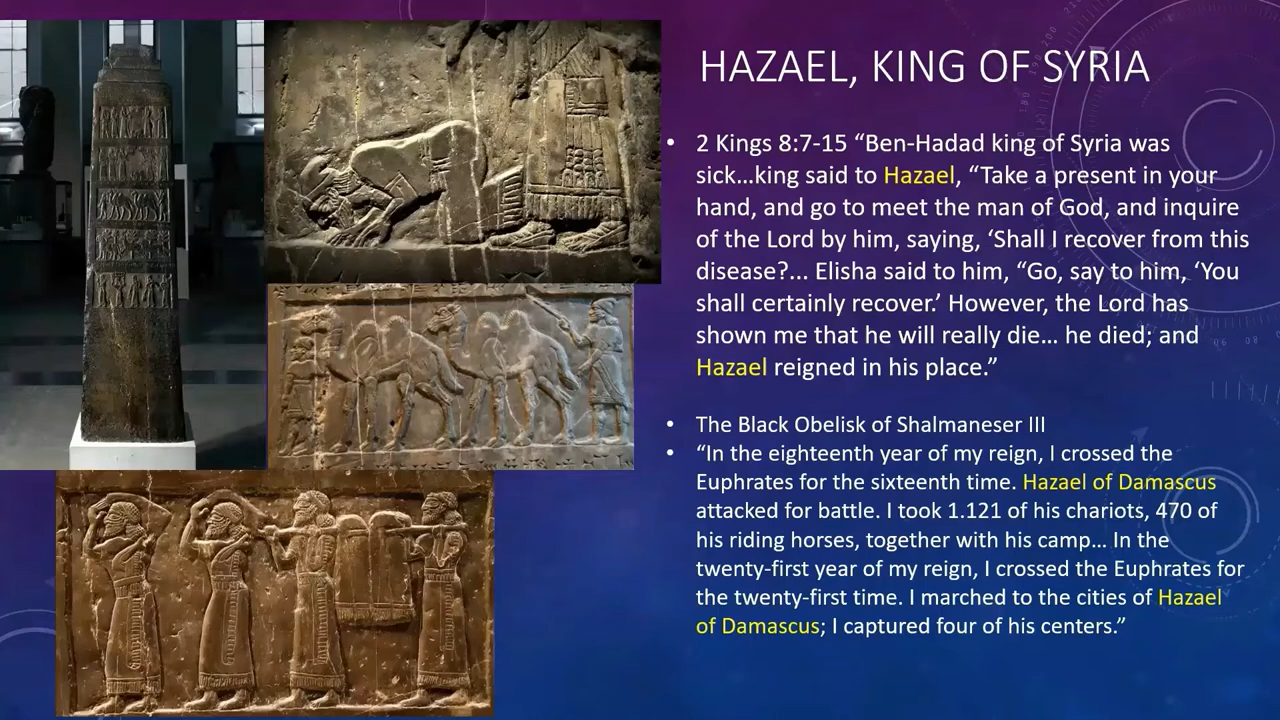 HAZAEL, KING OF SYRIA
• 2 Kings 8:7-15 “Ben-Hadad king of Syria was
sick…king said to Hazael, “Take a present in your
hand, and go to meet the man of God, and inquire
of the Lord by him, saying, ‘Shall I recover from this
disease?... Elisha said to him, “Go, say to him, ‘You
shall certainly recover.’ However, the Lord has
shown me that he will really die… he died; and
Hazael reigned in his place.”
• The Black Obelisk of Shalmaneser III
• “In the eighteenth year of my reign, I crossed the
Euphrates for the sixteenth time. Hazael of Damascus
attacked for battle. I took 1.121 of his chariots, 470 of
his riding horses, together with his camp… In the
twenty-first year of my reign, I crossed the Euphrates for
the twenty-first time. I marched to the cities of Hazael
of Damascus; I captured four of his centers.”